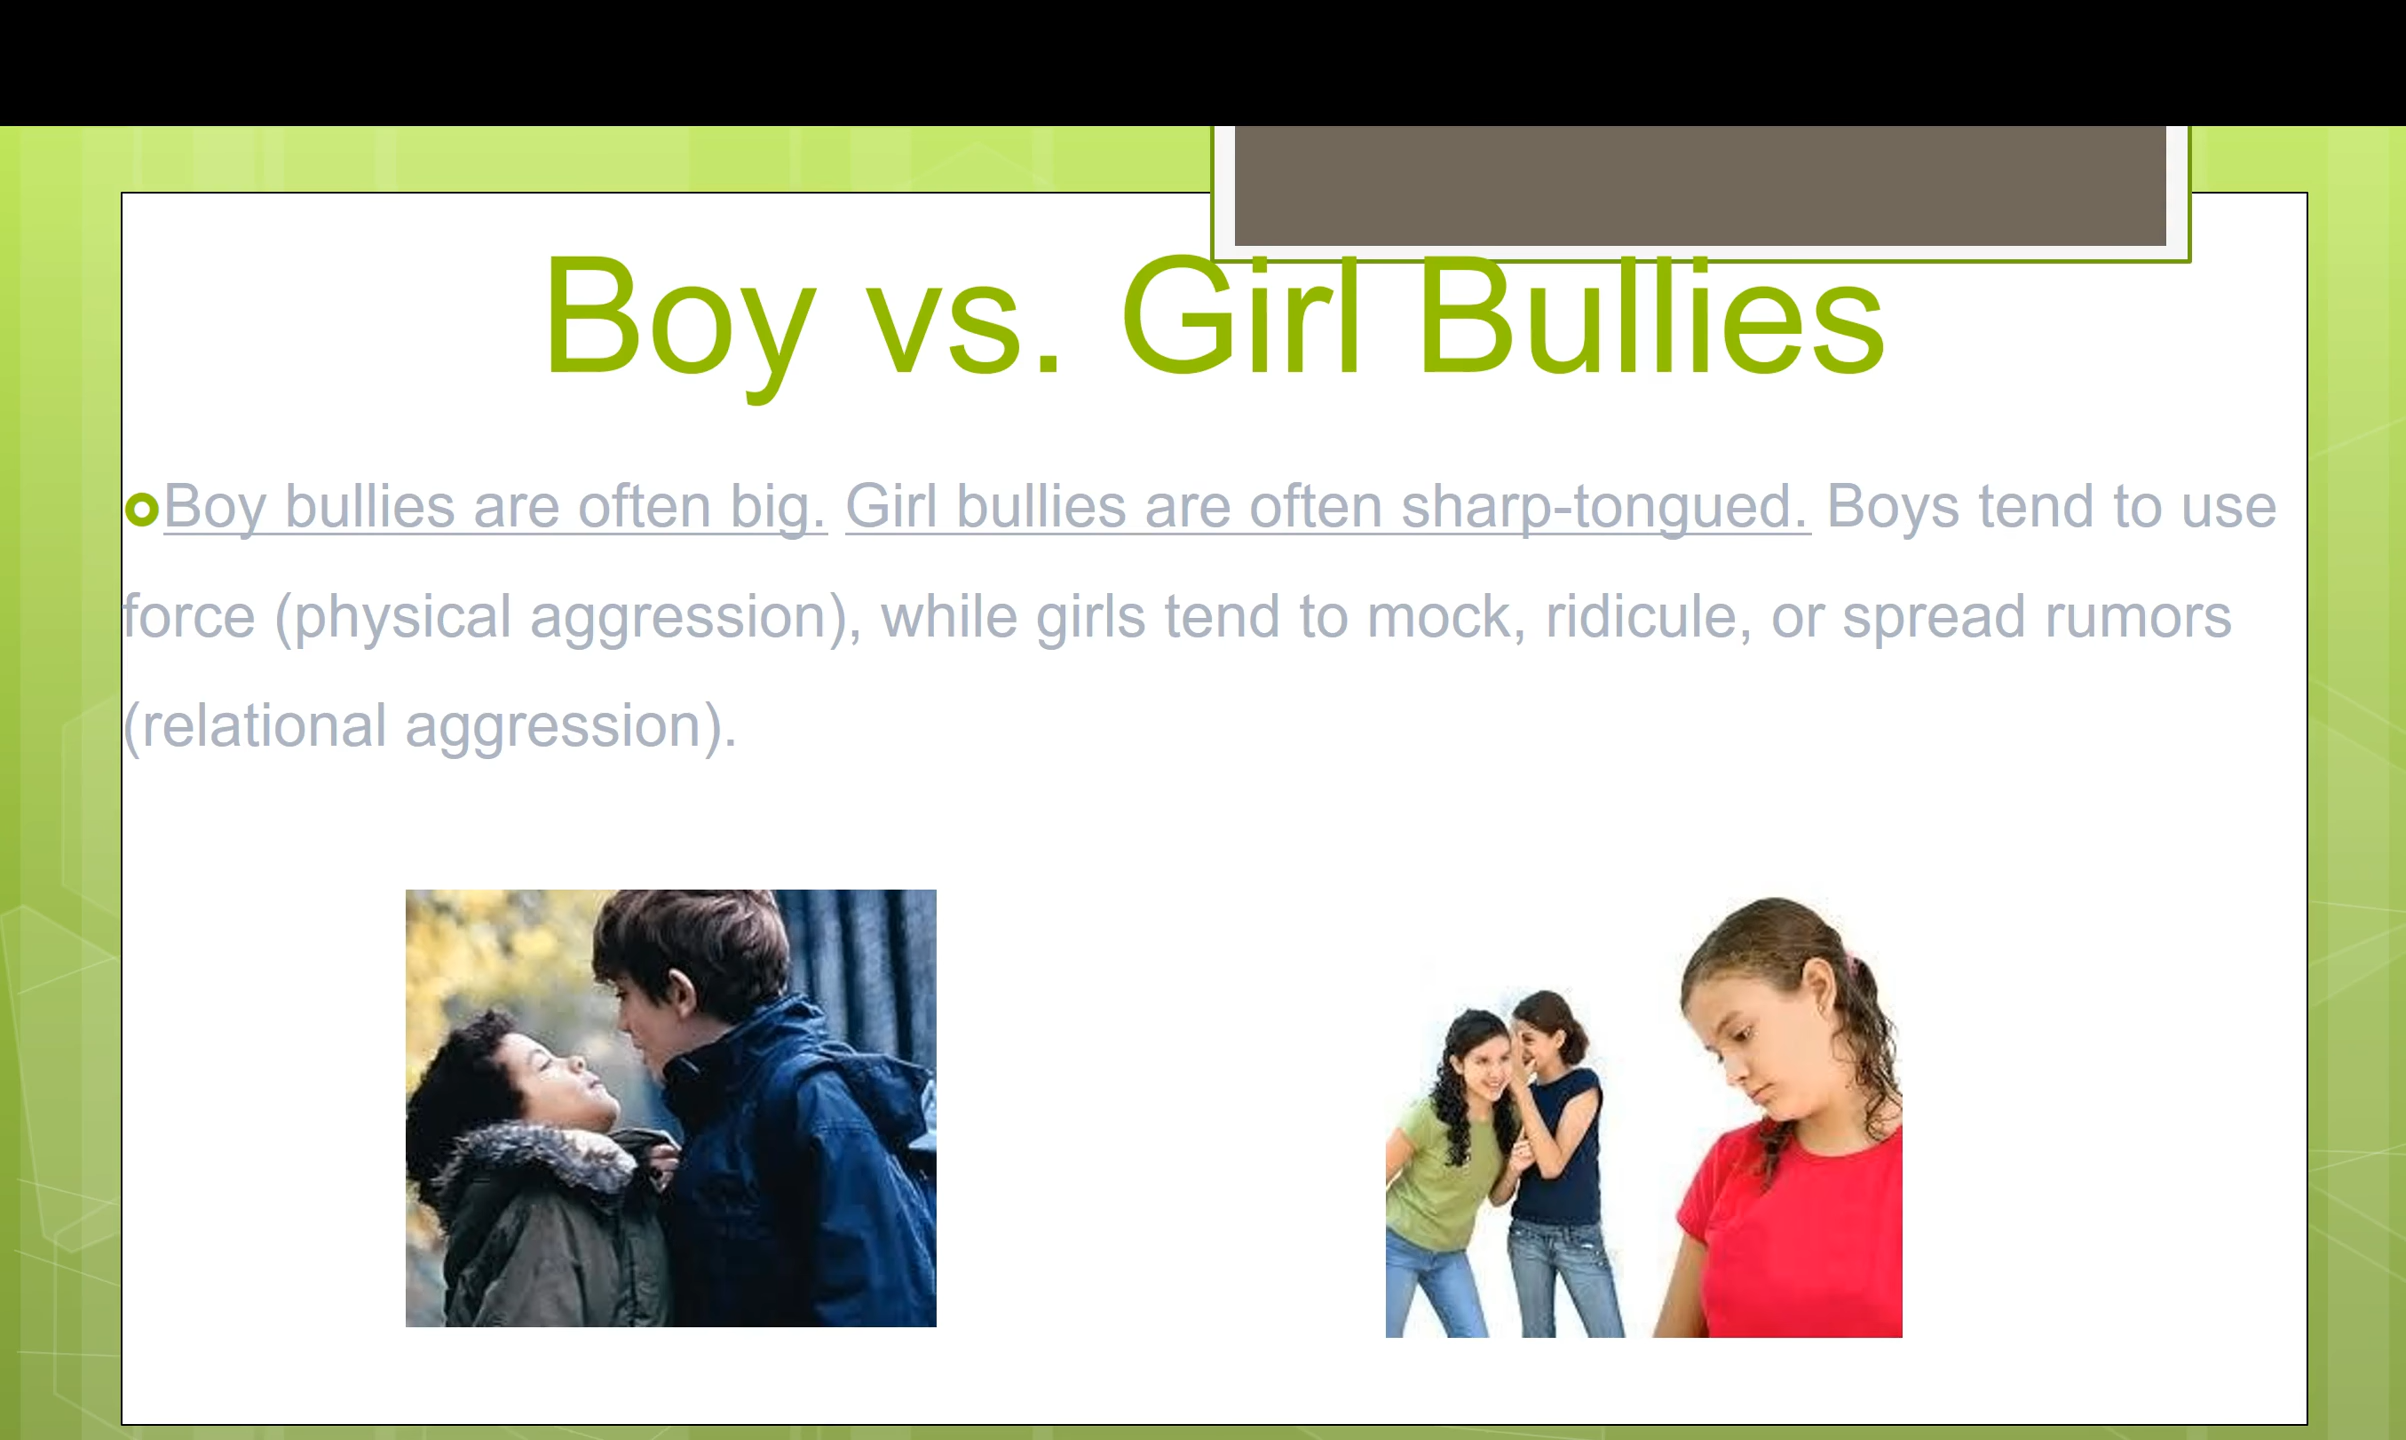 Boy vs. Girl Bullies
Boy bullies are often big. Girl bullies are often sharp-tongued. Boys tend to use
force (physical aggression), while girls tend to mock, ridicule, or spread rumors
(relational aggression).